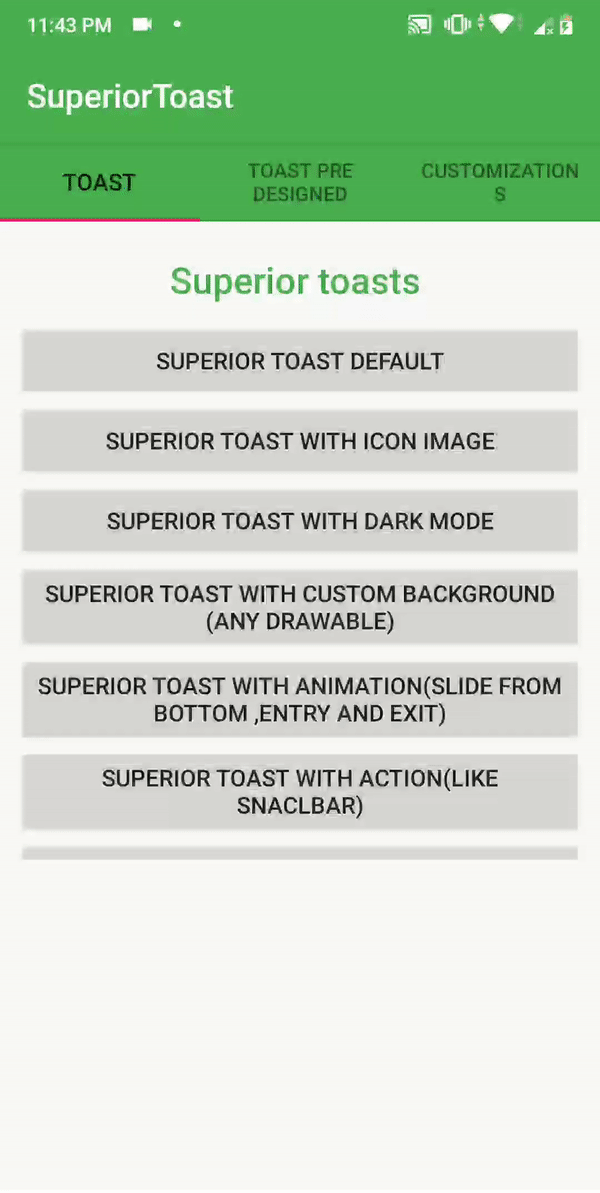 11:43 PM
SuperiorToast
TOAST
TOAST PRE
DESIGNED
CUSTOMIZATION
S
Superior toasts
SUPERIOR TOAST DEFAULT
SUPERIOR TOAST WITH ICON IMAGE
SUPERIOR TOAST WITH DARK MODE
SUPERIOR TOAST WITH CUSTOM BACKGROUND
(ANY DRAWABLE)
SUPERIOR TOAST WITH ANIMATION(SLIDE FROM
BOTTOM ,ENTRY AND EXIT)
SUPERIOR TOAST WITH ACTION(LIKE
SNACLBAR)